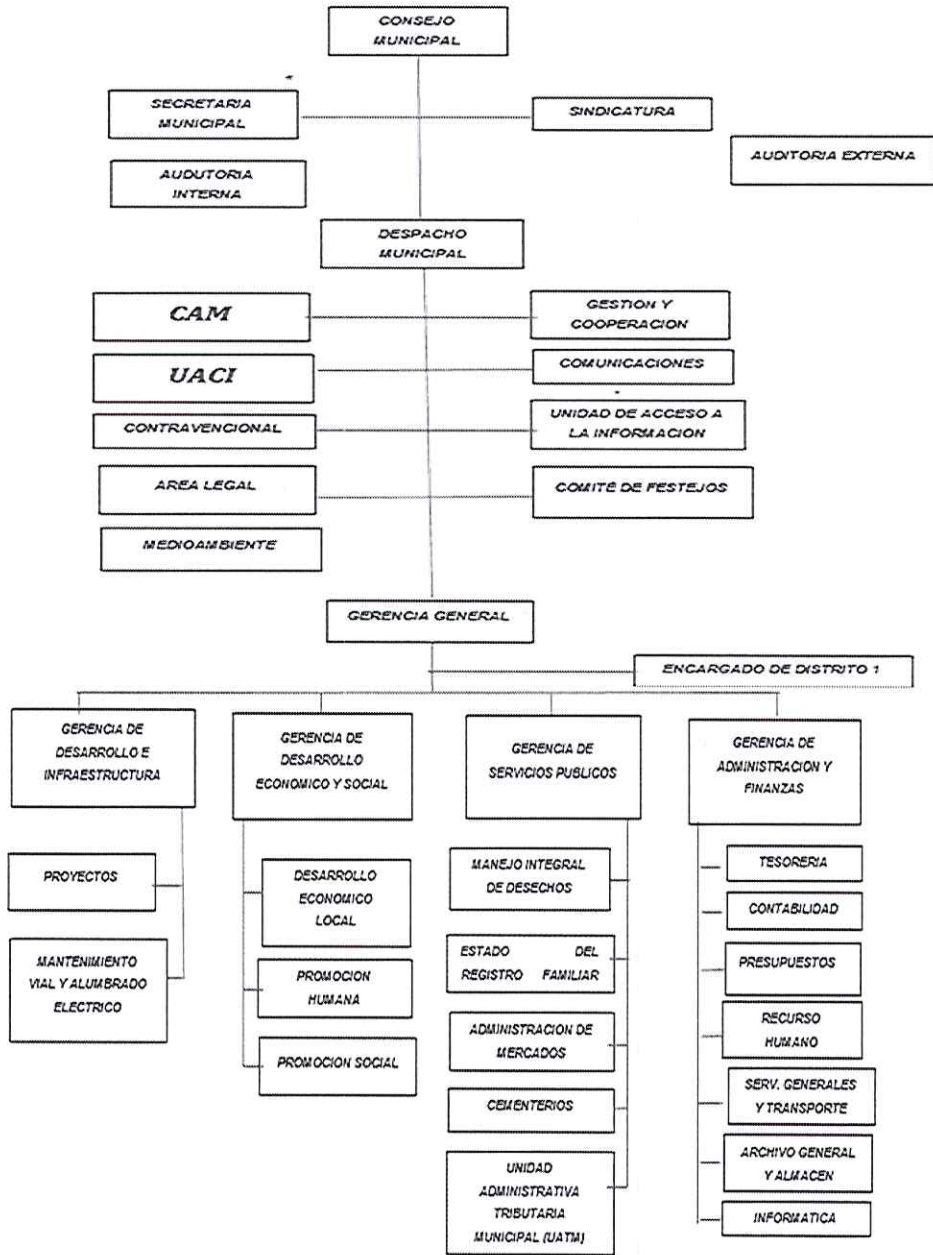 CONSEJO
MUNICIPAL
SECRETARIA
MUNICIPAL
SINDICATURA
AUDITORIA EXTERNA
AUDUTORIA
INTERNA
DESPACHO
MUNICIPAL
CAM
GESTION Y
COOPERACION
UACI
COMUNICACIONES
CONTRAVENCIONAL
UNIDAD DE ACCESO A
LA INFORMACION
AREA LEGAL
COMITÉ DE FESTEJOS
MEDIOAMBIENTE
GERENCIA GENERAL
ENCARGADO DE DISTRITO 1
GERENCIA DE
DESARROLLO E
INFRAESTRUCTURA
PROYECTOS
MANTENIMIENTO
VIAL Y ALUMBRADO
ELECTRICO
GERENCIA DE
DESARROLLO
ECONOMICO Y SOCIAL
DESARROLLO
ECONOMICO
LOCAL
PROMOCION
HUMANA
PROMOCION SOCIAL
GERENCIA DE
SERVICIOS PUBLICOS
MANEJO INTEGRAL
DE DESECHOS
ESTADO DEL
REGISTRO FAMILIAR
ADMINISTRACION DE
MERCADOS
CEMENTERIOS
UNIDAD
ADMINISTRATIVA
TRIBUTARIA
MUNICIPAL (UATM)
GERENCIA DE
ADMINISTRACION Y
FINANZAS
TESORERIA
CONTABILIDAD
PRESUPUESTOS
RECURSO
HUMANO
SERV. GENERALES
Y TRANSPORTE
ARCHIVO GENERAL
Y ALMACEN
INFORMATICA